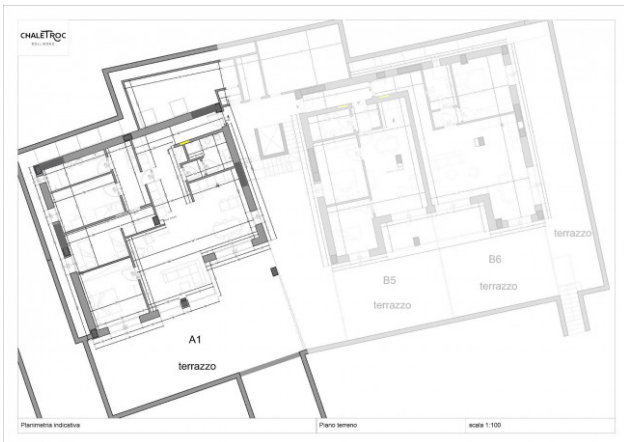 CHALETROC
terrazzo
B6
B5
terrazzo
terrazzo
A1
terrazzo
Planimetria indicativa
Piano terreno
scala 1:100